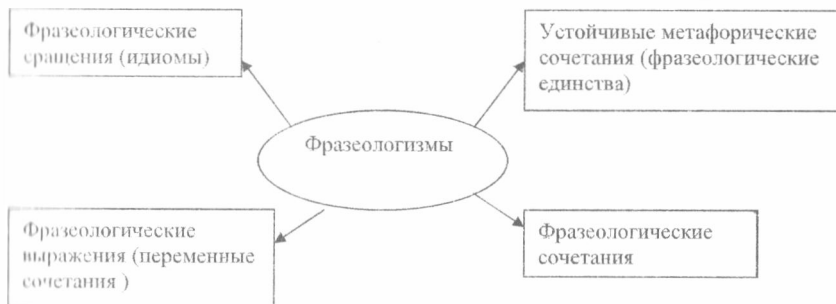 Фразеологические
сращения (идиомы)
Устойчивые метафорические
сочетания (фразеологические
единства)
Фразеологизмы
Фразеологические
выражения (переменные
сочетания )
Фразеологические
сочетания